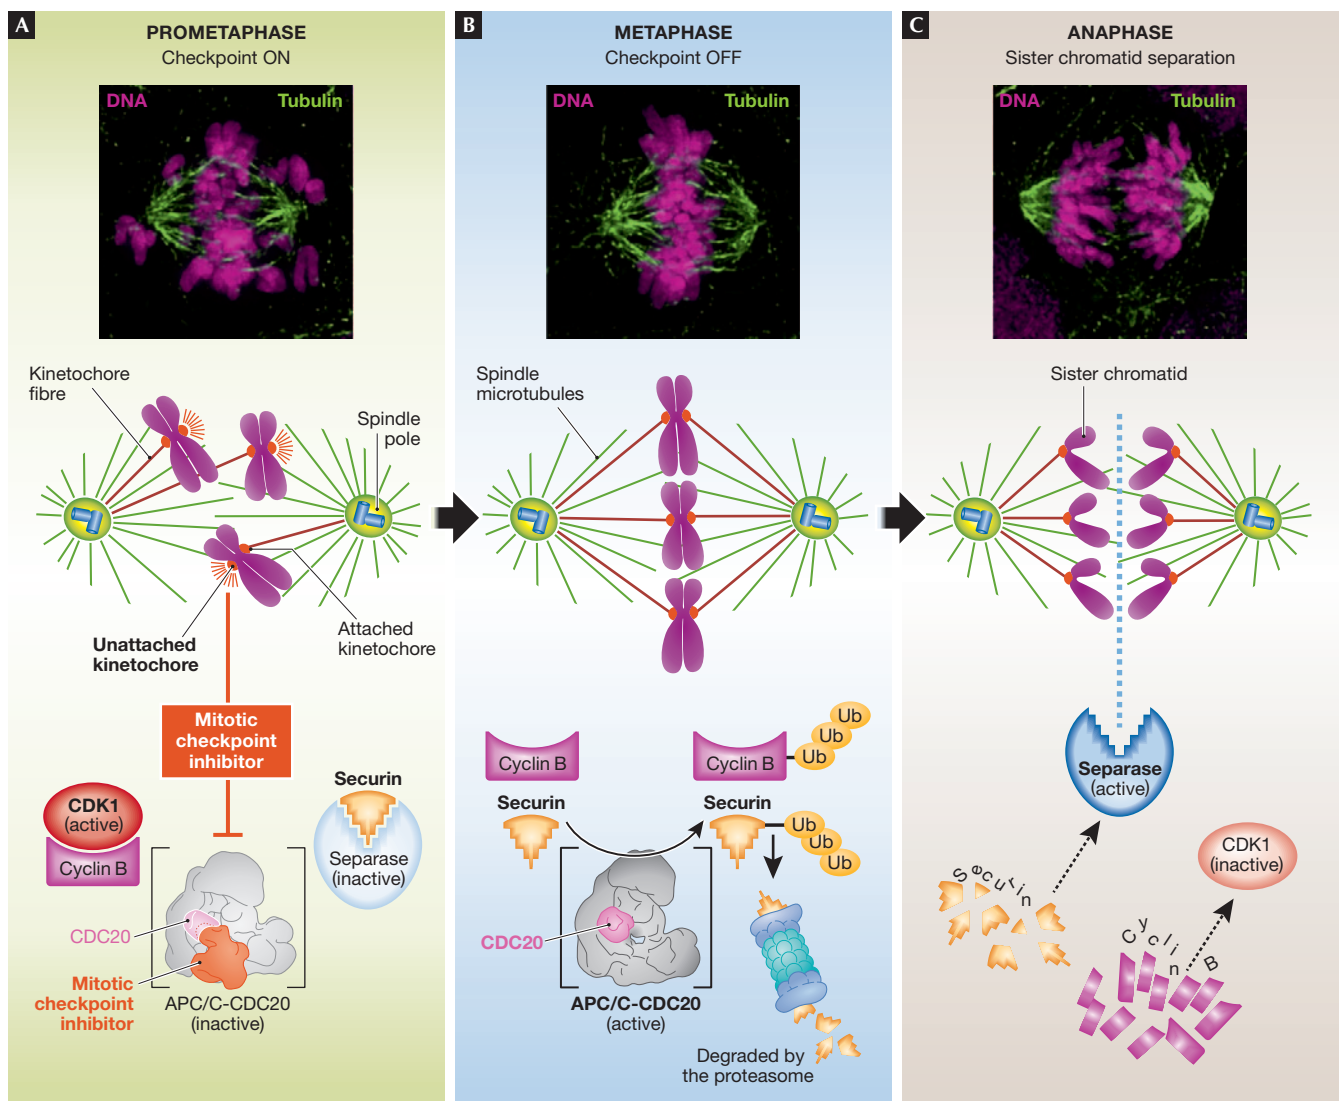 A
PROMETAPHASE
Checkpoint ON
DNA
Tubulin
Kinetochore
fibre
Spindle
pole
Unattached
kinetochore
Attached
kinetochore
Mitotic
checkpoint
inhibitor
CDK1
(active)
Cyclin B
Securin
Separase
(inactive)
CDC20
Mitotic
checkpoint
inhibitor
APC/C-CDC20
(inactive)
B
METAPHASE
Checkpoint OFF
DNA
Tubulin
Spindle
microtubules
Cyclin B
Cyclin B
Ub
Ub
Ub
Securin
Securin
Ub
Ub
Ub
CDC20
APC/C-CDC20
(active)
Degraded by
the proteasome
C
ANAPHASE
Sister chromatid separation
DNA
Tubulin
Sister chromatid
Separase
(active)
CDK1
(inactive)
Securin
Cyclin B